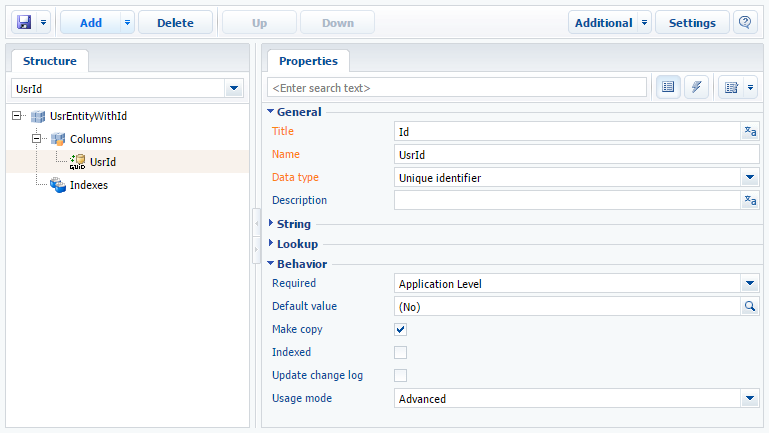 Add Delete Up Down Additional Settings
Structure
UsrId
UsrEntityWithId
Columns
GUID UsrId
Indexes
Properties
<Enter search text>
General
Title Id
Name UsrId
Data type Unique identifier
Description
String
Lookup
Behavior
Required Application Level
Default value (No)
Make copy
Indexed
Update change log
Usage mode Advanced